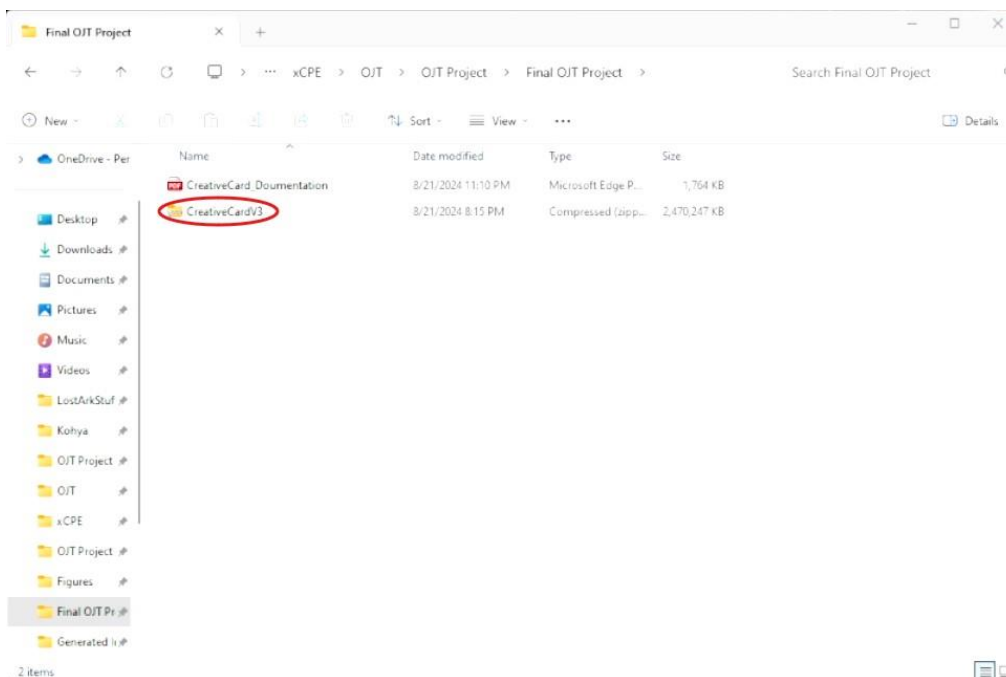 Final OJT Project
xCPE > OJT > OJT Project > Final OJT Project >
Search Final OJT Project
New
Sort
View
Details
Name
Date modified
Type
Size
OneDrive - Per
PDF CreativeCard_Doumentation 8/21/2024 11:10 PM Microsoft Edge P... 1,764 KB
CreativeCardV3 8/21/2024 8:15 PM Compressed (zipp... 2,470,247 KB
Desktop
Downloads
Documents
Pictures
Music
Videos
LostArkStuf
Kohya
OJT Project
OJT
xCPE
OJT Project
Figures
Final OJT Pr
Generated I
2 items